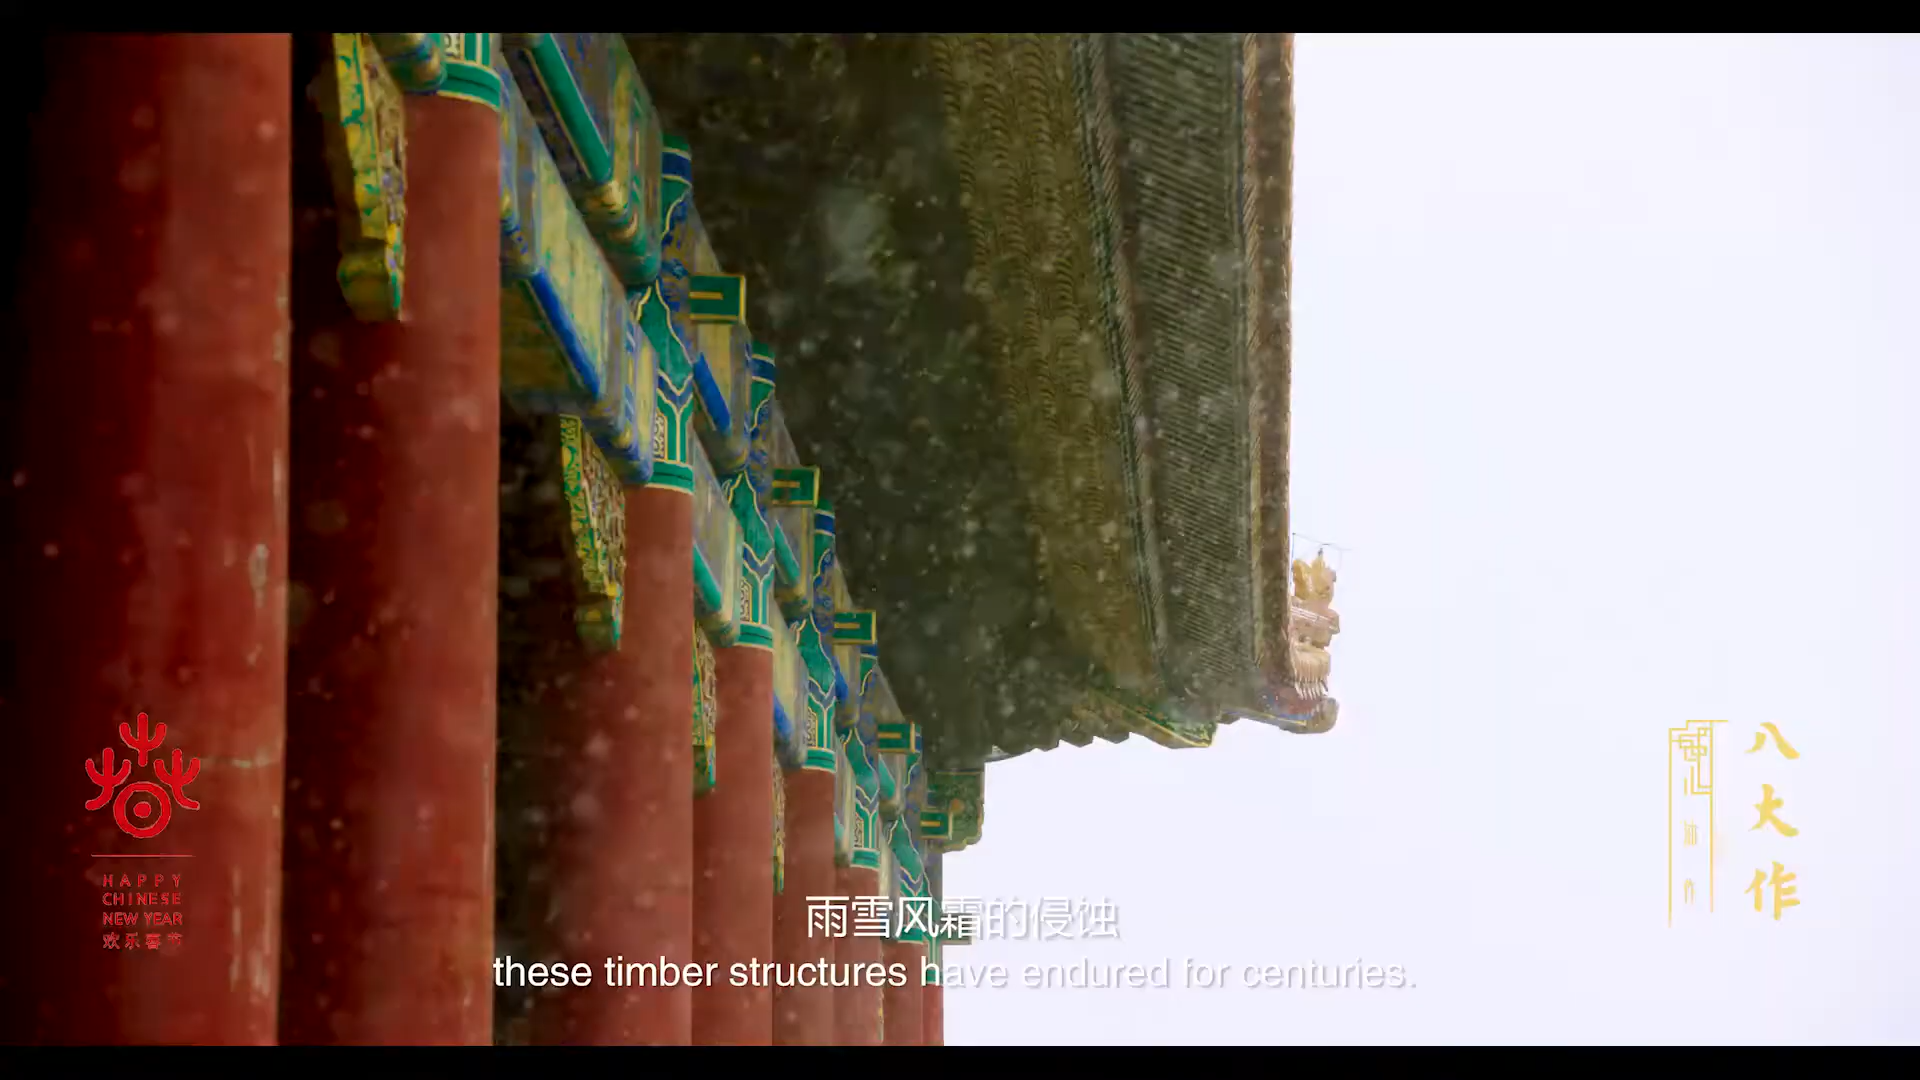 HAPPY
CHINESE
NEW YEAR
欢乐春节
八大作
雨雪风霜的侵蚀
these timber structures have endured for centuries.